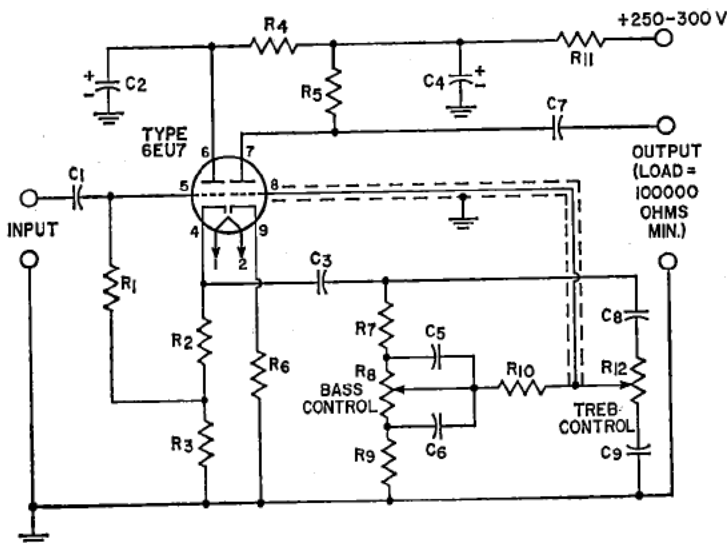 R4
+250-300 V
R11
+
-
C2
R5
C4
+
-
C7
TYPE
6EU7
6
7
OUTPUT
(LOAD =
100000
OHMS
MIN.)
C1
5
8
INPUT
4
9
1
2
C3
R1
R2
R6
R7
C5
C8
R8
BASS
CONTROL
R10
R12
TREB.
CONTROL
R3
R9
C6
C9